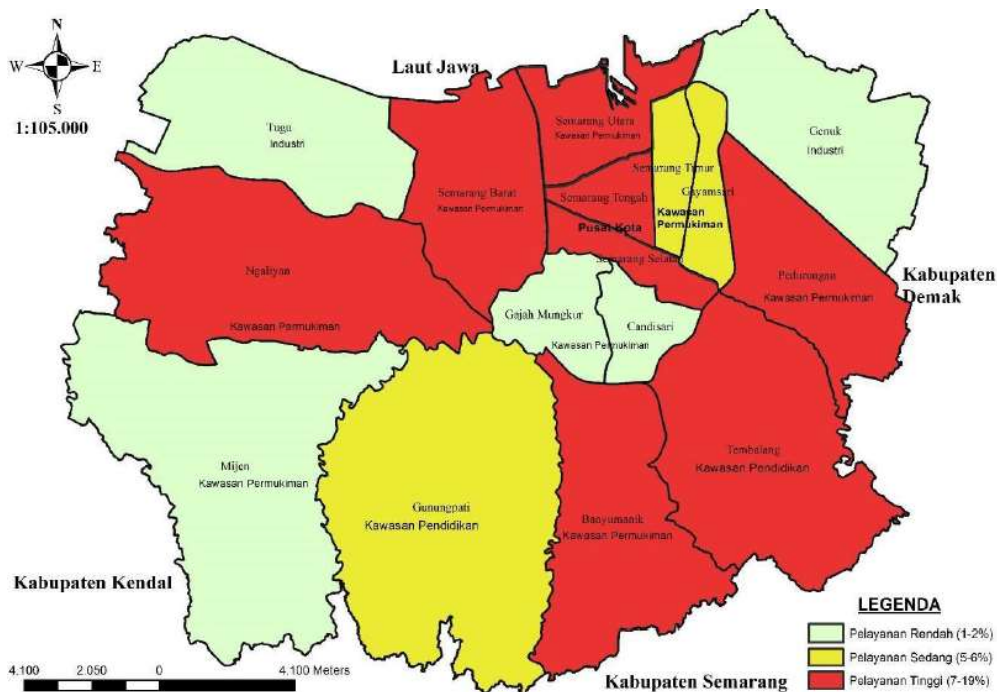 N
W E
S
1:105.000
Laut Jawa
Tugu
Industri
Semarang Utara
Kawasan Permukiman
Genuk
Industri
Semarang Barat
Kawasan Permukiman
Semarang Timur
Gayamsari
Semarang Tengah
Kawasan
Permukiman
Pusat Kota
Semarang Selatan
Ngaliyan
Kawasan Permukiman
Pedurungan
Kawasan Permukiman
Kabupaten
Demak
Gajah Mungkur
Candisari
Kawasan Permukiman
Mijen
Kawasan Permukiman
Gunungpati
Kawasan Pendidikan
Banyumanik
Kawasan Permukiman
Tembalang
Kawasan Pendidikan
Kabupaten Kendal
Kabupaten Semarang
LEGENDA
Pelayanan Rendah (1-2%)
Pelayanan Sedang (5-6%)
Pelayanan Tinggi (7-19%)
4.100 2.050 0 4.100 Meters